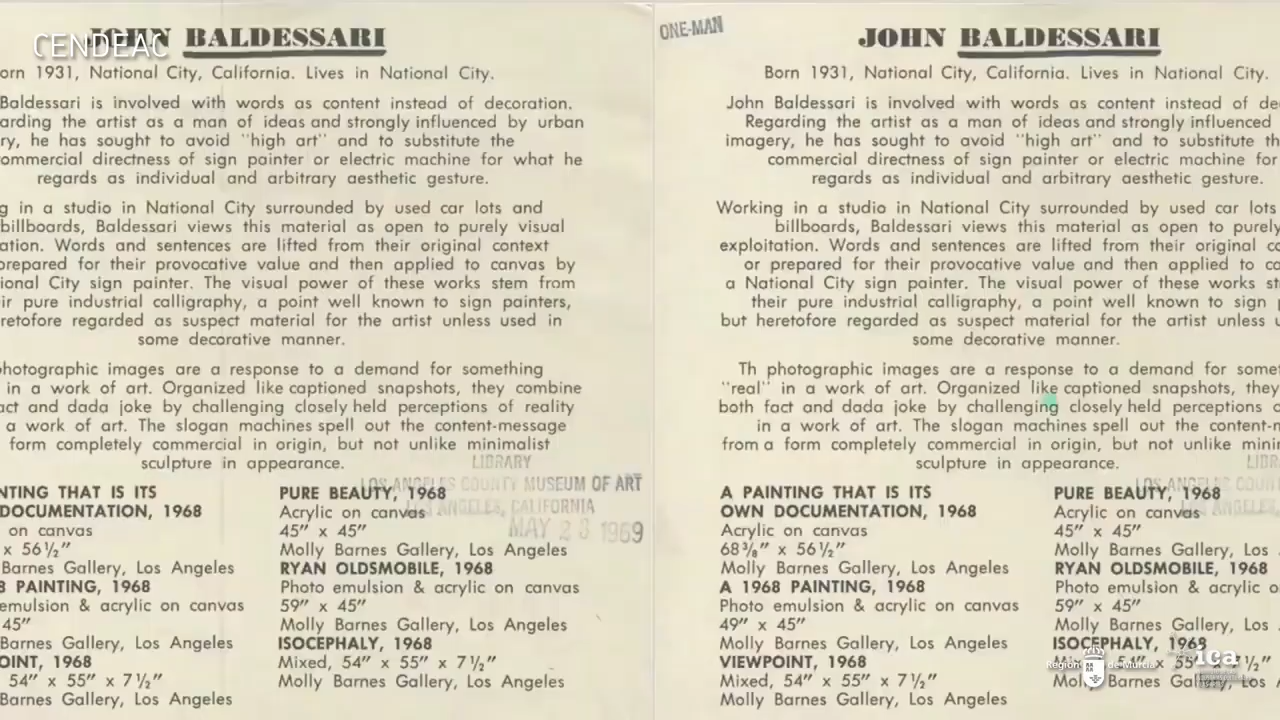 CENDEAC
JOHN BALDESSARI
orn 1931, National City, California. Lives in National City.
Baldessari is involved with words as content instead of decoration.
arding the artist as a man of ideas and strongly influenced by urban
ry, he has sought to avoid "high art" and to substitute the
ommercial directness of sign painter or electric machine for what he
regards as individual and arbitrary aesthetic gesture.
g in a studio in National City surrounded by used car lots and
billboards, Baldessari views this material as open to purely visual
ation. Words and sentences are lifted from their original context
prepared for their provocative value and then applied to canvas by
ional City sign painter. The visual power of these works stem from
ir pure industrial calligraphy, a point well known to sign painters,
retofore regarded as suspect material for the artist unless used in
some decorative manner.
photographic images are a response to a demand for something
in a work of art. Organized like captioned snapshots, they combine
act and dada joke by challenging closely held perceptions of reality
a work of art. The slogan machines spell out the content-message
form completely commercial in origin, but not unlike minimalist
sculpture in appearance.
LIBRARY
LOS ANGELES COUNTY MUSEUM OF ART
LOS ANGELES, CALIFORNIA
MAY 23 1969
NTING THAT IS ITS
DOCUMENTATION, 1968
on canvas
x 56½"
Barnes Gallery, Los Angeles
8 PAINTING, 1968
emulsion & acrylic on canvas
45"
Barnes Gallery, Los Angeles
OINT, 1968
54" x 55" x 7½"
Barnes Gallery, Los Angeles
PURE BEAUTY, 1968
Acrylic on canvas
45" x 45"
Molly Barnes Gallery, Los Angeles
RYAN OLDSMOBILE, 1968
Photo emulsion & acrylic on canvas
59" x 45"
Molly Barnes Gallery, Los Angeles
ISOCEPHALY, 1968
Mixed, 54" x 55" x 7½"
Molly Barnes Gallery, Los Angeles
ONE-MAN
JOHN BALDESSARI
Born 1931, National City, California. Lives in National City.
John Baldessari is involved with words as content instead of de
Regarding the artist as a man of ideas and strongly influenced
imagery, he has sought to avoid "high art" and to substitute th
commercial directness of sign painter or electric machine for
regards as individual and arbitrary aesthetic gesture.
Working in a studio in National City surrounded by used car lots
billboards, Baldessari views this material as open to purely
exploitation. Words and sentences are lifted from their original co
or prepared for their provocative value and then applied to ca
a National City sign painter. The visual power of these works st
their pure industrial calligraphy, a point well known to sign
but heretofore regarded as suspect material for the artist unless u
some decorative manner.
Th photographic images are a response to a demand for somet
"real" in a work of art. Organized like captioned snapshots, they
both fact and dada joke by challenging closely held perceptions o
in a work of art. The slogan machines spell out the content-m
from a form completely commercial in origin, but not unlike mini
sculpture in appearance.
LIBR
LOS ANGELES COUNT
A PAINTING THAT IS ITS
OWN DOCUMENTATION, 1968
Acrylic on canvas
68⅜" x 56½"
Molly Barnes Gallery, Los Angeles
A 1968 PAINTING, 1968
Photo emulsion & acrylic on canvas
49" x 45"
Molly Barnes Gallery, Los Angeles
VIEWPOINT, 1968
Mixed, 54" x 55" x 7½"
Molly Barnes Gallery, Los Angeles
PURE BEAUTY, 1968
Acrylic on canvas
45" x 45"
Molly Barnes Gallery, Los
RYAN OLDSMOBILE, 1968
Photo emulsion & acrylic o
59" x 45"
Molly Barnes Gallery, Los
ISOCEPHALY, 1968
Mixed, 54" x 55" x 7½"
Molly Barnes Gallery, Los
Región de Murcia
ica